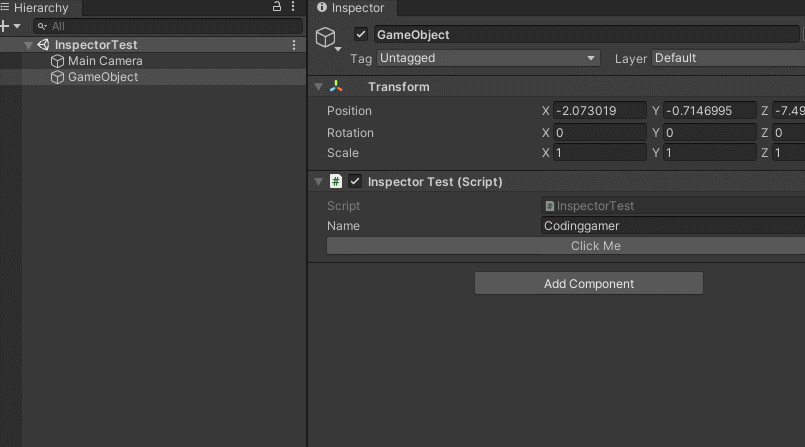 Hierarchy
All
InspectorTest
Main Camera
GameObject
Inspector
GameObject
Tag Untagged Layer Default
Transform
Position X -2.073019 Y -0.7146995 Z -7.49
Rotation X 0 Y 0 Z 0
Scale X 1 Y 1 Z 1
# Inspector Test (Script)
Script # InspectorTest
Name Codinggamer
Click Me
Add Component